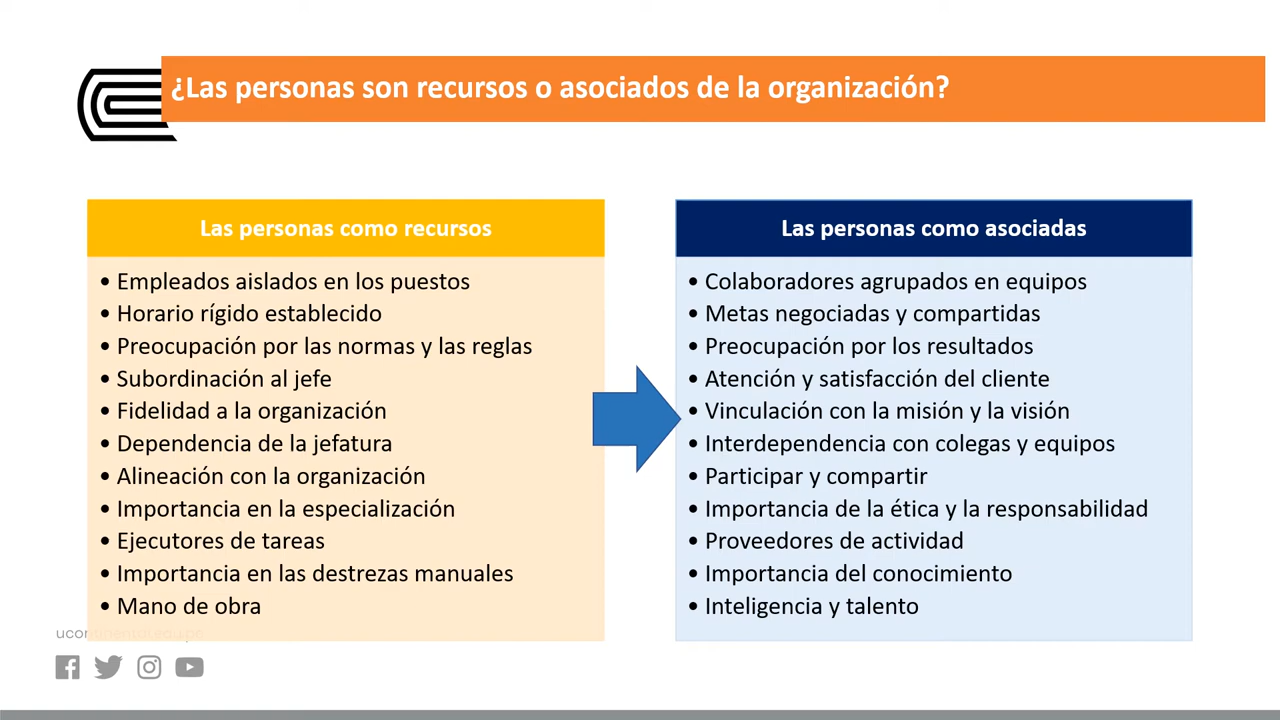 ¿Las personas son recursos o asociados de la organización?
Las personas como recursos
• Empleados aislados en los puestos
• Horario rígido establecido
• Preocupación por las normas y las reglas
• Subordinación al jefe
• Fidelidad a la organización
• Dependencia de la jefatura
• Alineación con la organización
• Importancia en la especialización
• Ejecutores de tareas
• Importancia en las destrezas manuales
• Mano de obra
Las personas como asociadas
• Colaboradores agrupados en equipos
• Metas negociadas y compartidas
• Preocupación por los resultados
• Atención y satisfacción del cliente
• Vinculación con la misión y la visión
• Interdependencia con colegas y equipos
• Participar y compartir
• Importancia de la ética y la responsabilidad
• Proveedores de actividad
• Importancia del conocimiento
• Inteligencia y talento